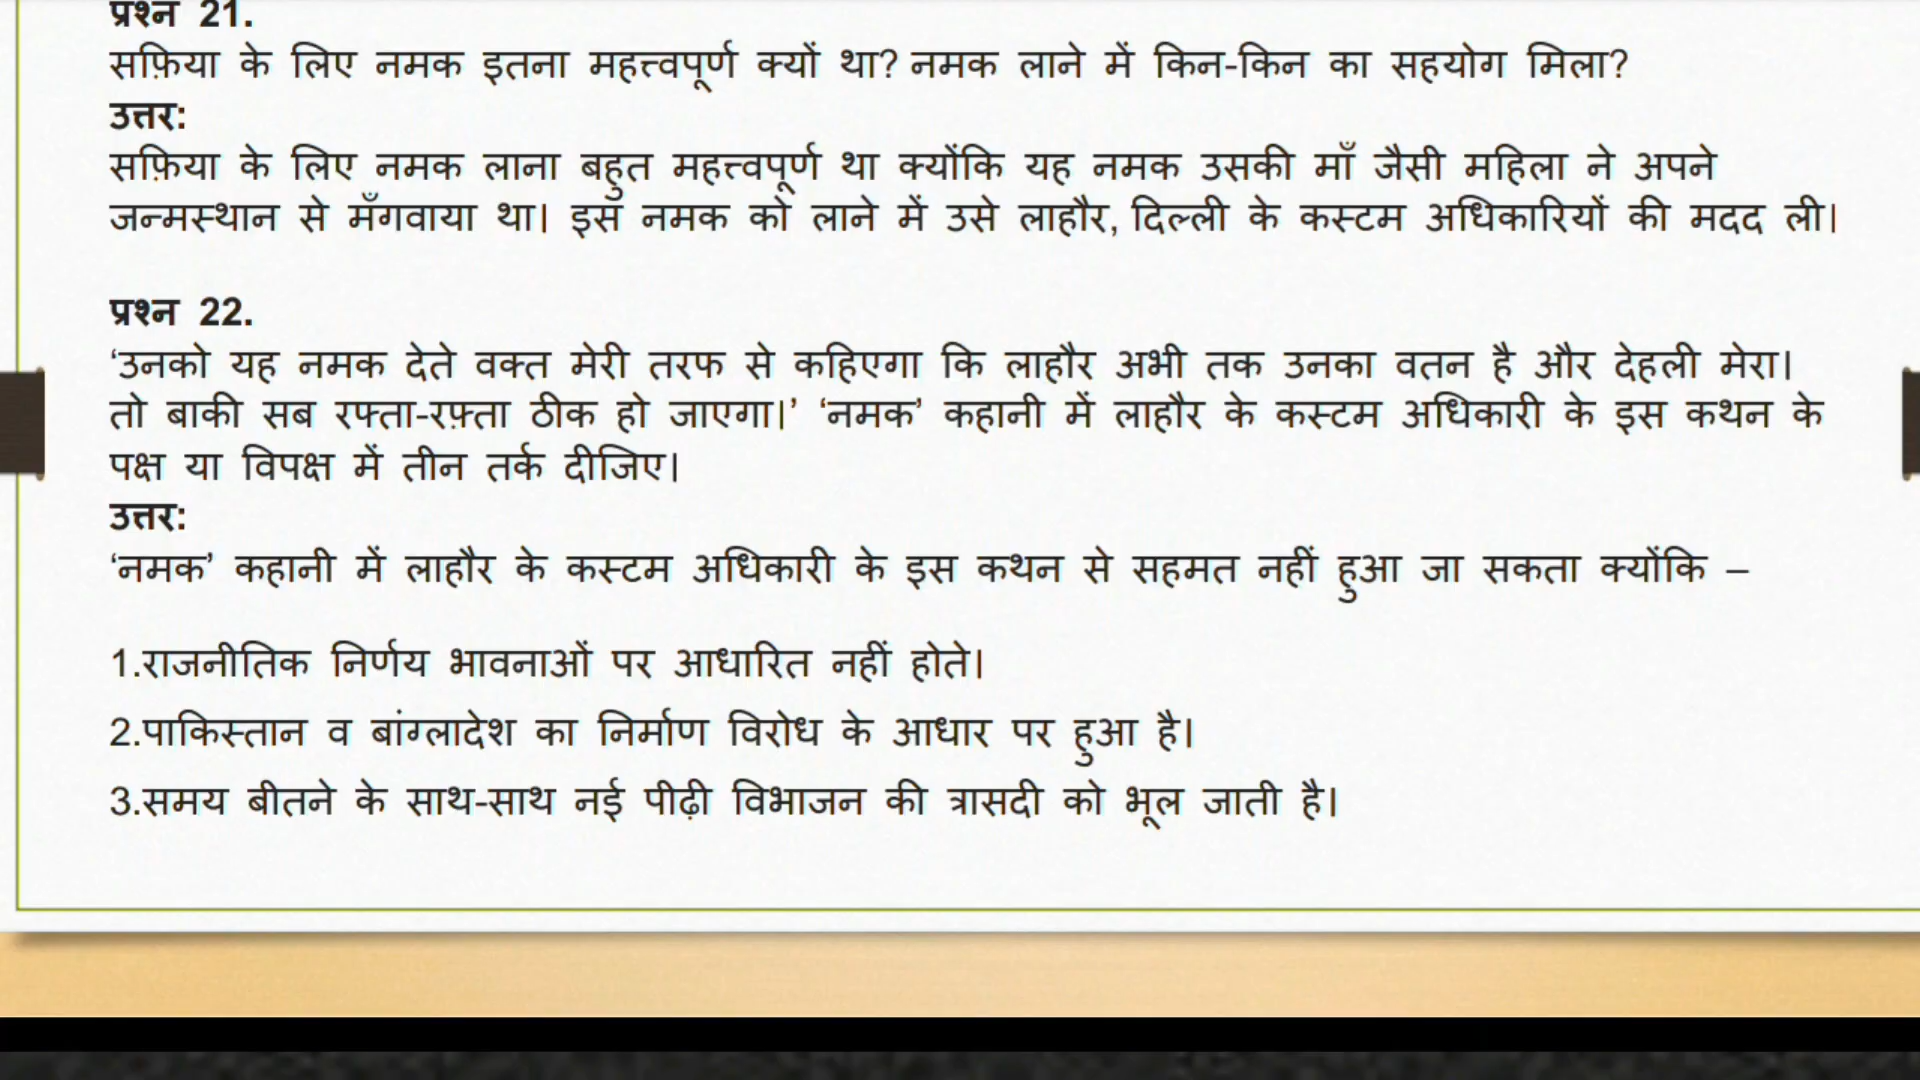 प्रश्न 21.
सफ़िया के लिए नमक इतना महत्त्वपूर्ण क्यों था? नमक लाने में किन-किन का सहयोग मिला?
उत्तर:
सफ़िया के लिए नमक लाना बहुत महत्त्वपूर्ण था क्योंकि यह नमक उसकी माँ जैसी महिला ने अपने
जन्मस्थान से मँगवाया था। इस नमक को लाने में उसे लाहौर, दिल्ली के कस्टम अधिकारियों की मदद ली।
प्रश्न 22.
‘उनको यह नमक देते वक्त मेरी तरफ से कहिएगा कि लाहौर अभी तक उनका वतन है और देहली मेरा।
तो बाकी सब रफ्ता-रफ़्ता ठीक हो जाएगा।’ ‘नमक’ कहानी में लाहौर के कस्टम अधिकारी के इस कथन के
पक्ष या विपक्ष में तीन तर्क दीजिए।
उत्तर:
‘नमक’ कहानी में लाहौर के कस्टम अधिकारी के इस कथन से सहमत नहीं हुआ जा सकता क्योंकि –
1.राजनीतिक निर्णय भावनाओं पर आधारित नहीं होते।
2.पाकिस्तान व बांग्लादेश का निर्माण विरोध के आधार पर हुआ है।
3.समय बीतने के साथ-साथ नई पीढ़ी विभाजन की त्रासदी को भूल जाती है।